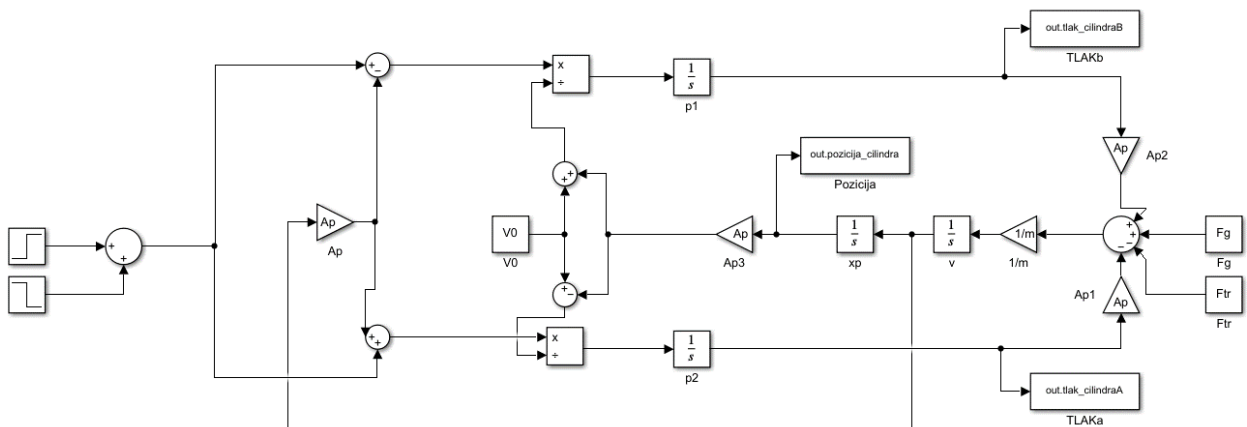 out.tlak_cilindraB
TLAKb
+
−
x
÷
1
s
p1
Ap
Ap2
out.pozicija_cilindra
Pozicija
+
+
+
+
Ap
Ap
V0
V0
Ap
Ap3
1
s
xp
1
s
v
1/m
1/m
+
+
−
−
Fg
Fg
+
−
Ap1
Ap
Ftr
Ftr
+
+
x
÷
1
s
p2
out.tlak_cilindraA
TLAKa